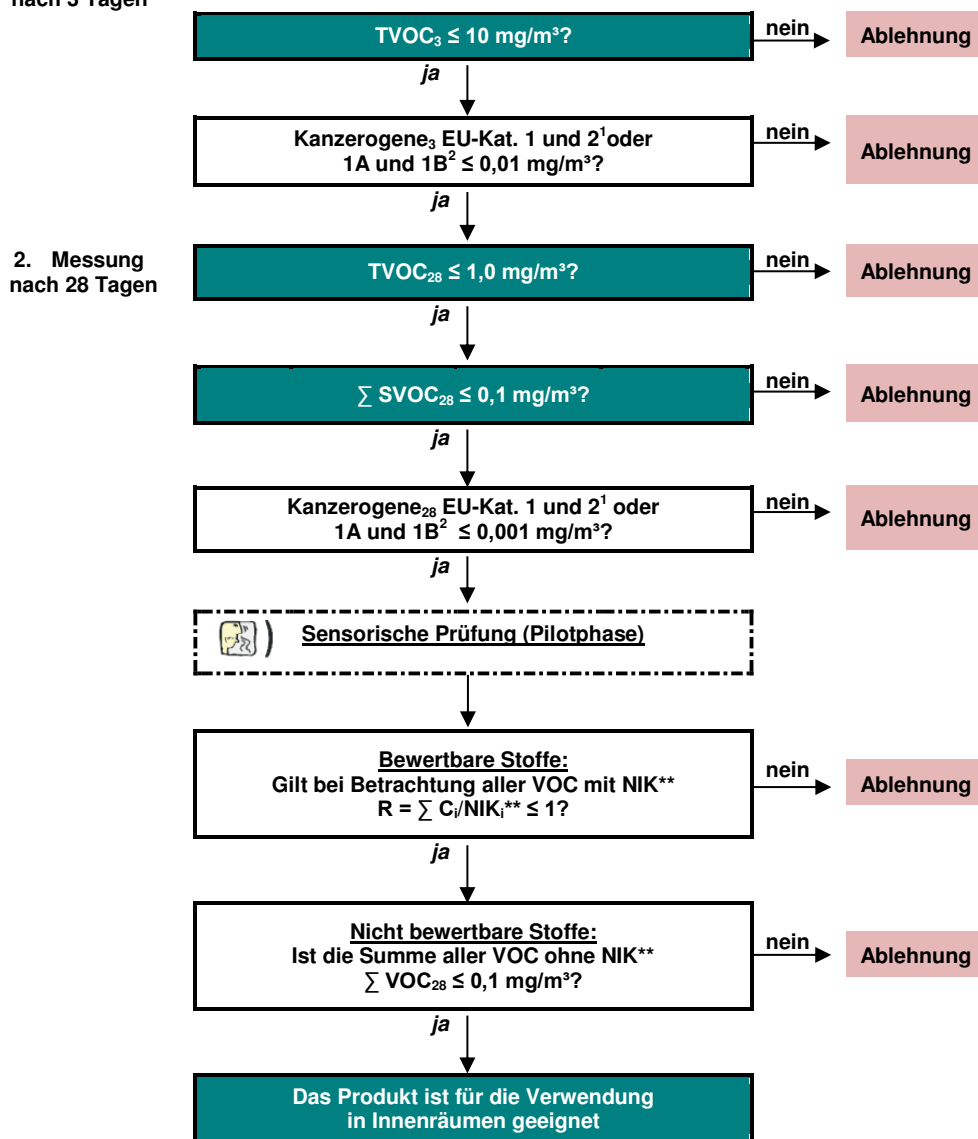 nach 3 Tagen
TVOC₃ ≤ 10 mg/m³?
nein
Ablehnung
ja
Kanzerogene₃ EU-Kat. 1 und 2¹oder
1A und 1B² ≤ 0,01 mg/m³?
nein
Ablehnung
ja
2. Messung
nach 28 Tagen
TVOC₂₈ ≤ 1,0 mg/m³?
nein
Ablehnung
ja
∑ SVOC₂₈ ≤ 0,1 mg/m³?
nein
Ablehnung
ja
Kanzerogene₂₈ EU-Kat. 1 und 2¹ oder
1A und 1B² ≤ 0,001 mg/m³?
nein
Ablehnung
ja
) Sensorische Prüfung (Pilotphase)
Bewertbare Stoffe:
Gilt bei Betrachtung aller VOC mit NIK**
R = ∑ Cᵢ/NIKᵢ** ≤ 1?
nein
Ablehnung
ja
Nicht bewertbare Stoffe:
Ist die Summe aller VOC ohne NIK**
∑ VOC₂₈ ≤ 0,1 mg/m³?
nein
Ablehnung
ja
Das Produkt ist für die Verwendung
in Innenräumen geeignet